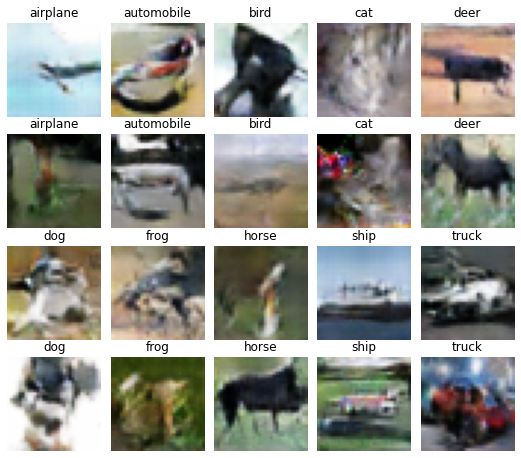 airplane automobile bird cat deer
airplane automobile bird cat deer
dog frog horse ship truck
dog frog horse ship truck